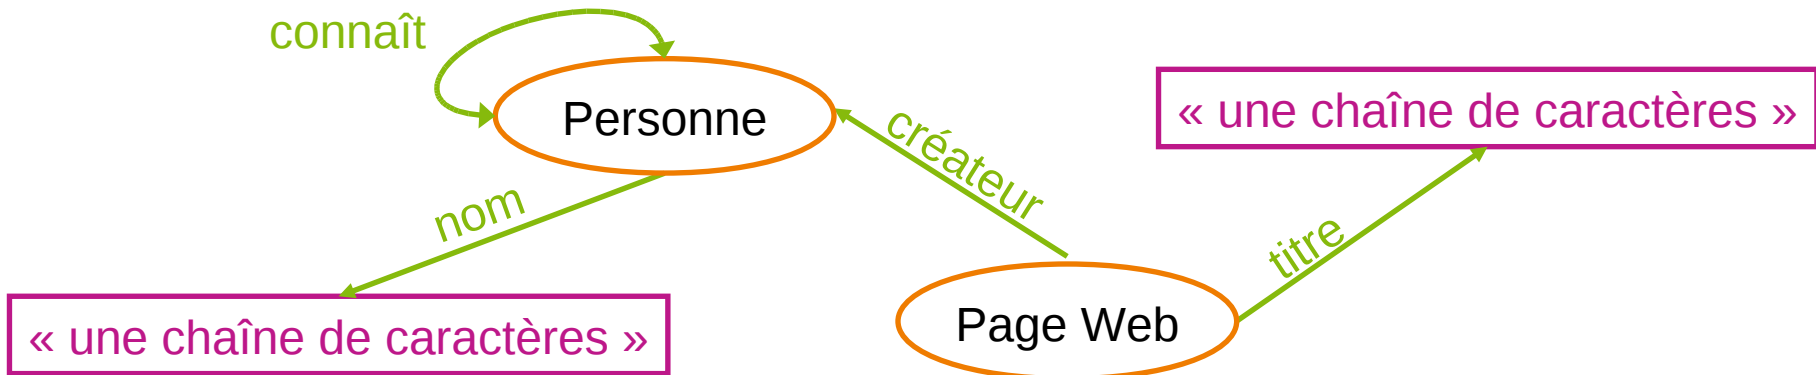 connaît
Personne
créateur
« une chaîne de caractères »
nom
titre
« une chaîne de caractères »
Page Web